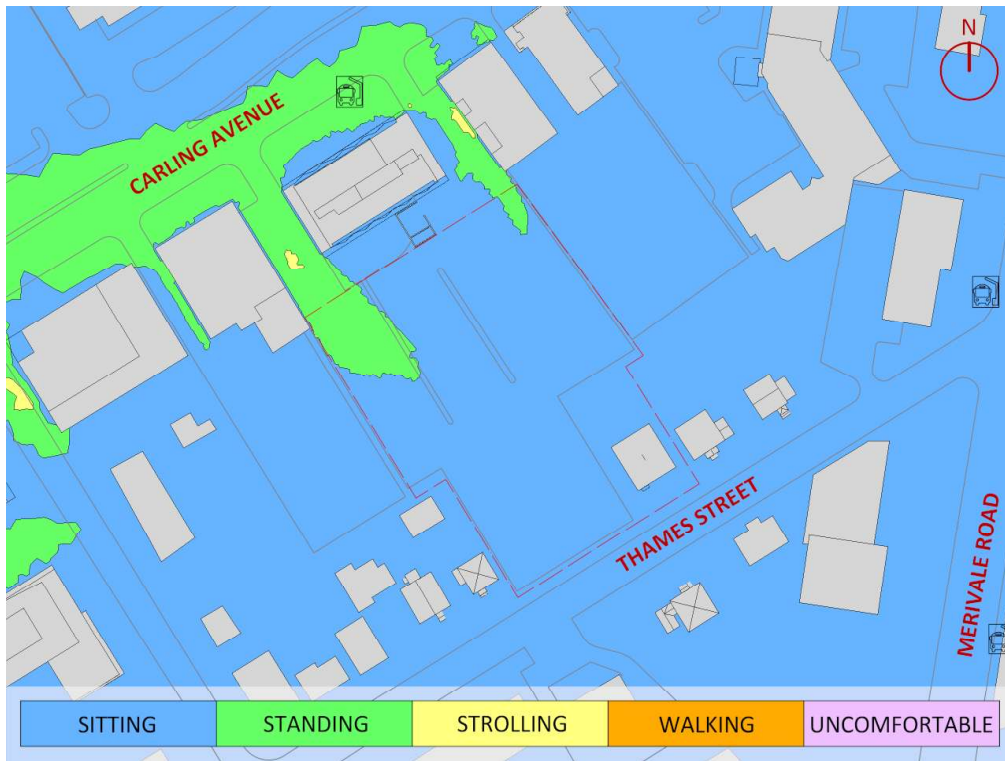 N
CARLING AVENUE
THAMES STREET
MERIVALE ROAD
SITTING
STANDING
STROLLING
WALKING
UNCOMFORTABLE